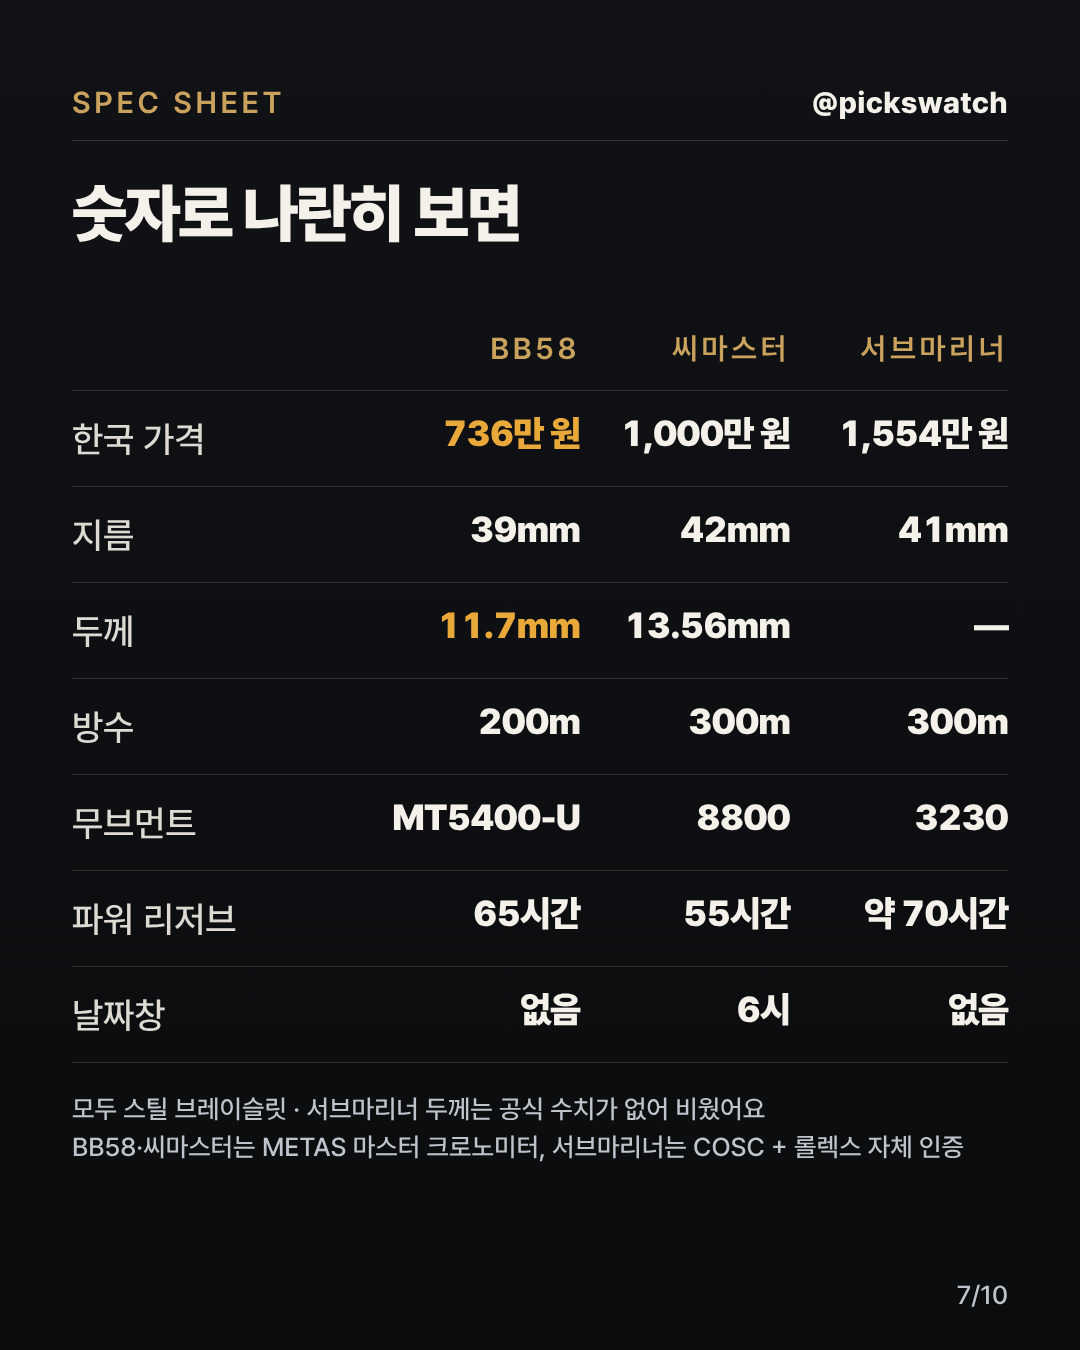 SPEC SHEET
@pickswatch
숫자로 나란히 보면
BB58 씨마스터 서브마리너
한국 가격 736만 원 1,000만 원 1,554만 원
지름 39mm 42mm 41mm
두께 11.7mm 13.56mm —
방수 200m 300m 300m
무브먼트 MT5400-U 8800 3230
파워 리저브 65시간 55시간 약 70시간
날짜창 없음 6시 없음
모두 스틸 브레이슬릿 · 서브마리너 두께는 공식 수치가 없어 비웠어요
BB58·씨마스터는 METAS 마스터 크로노미터, 서브마리너는 COSC + 롤렉스 자체 인증
7/10